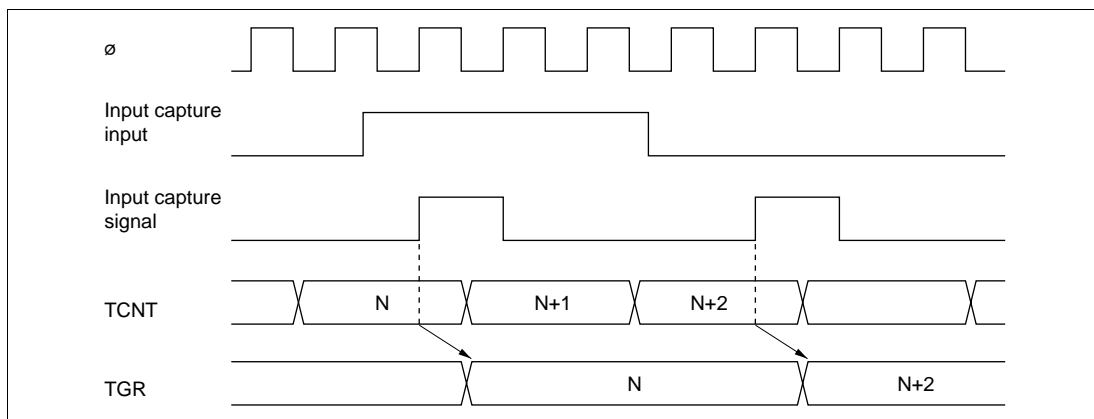 ø
Input capture
input
Input capture
signal
TCNT
N
N+1
N+2
TGR
N
N+2